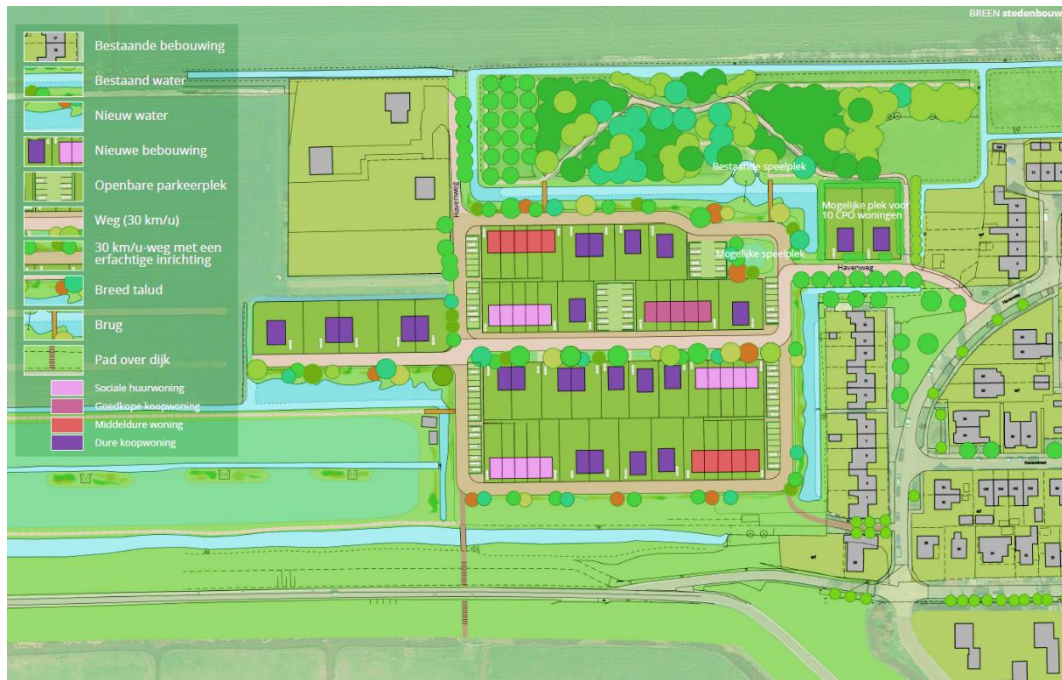 BREEN stedenbouw
Bestaande bebouwing
Bestaand water
Nieuw water
Nieuwe bebouwing
Openbare parkeerplek
Weg (30 km/u)
30 km/u-weg met een
erfachtige inrichting
Breed talud
Brug
Pad over dijk
Sociale huurwoning
Goedkope koopwoning
Middeldure woning
Dure koopwoning
Havenweg
Bestaande speelplek
Mogelijke plek voor
10 CPO woningen
Mogelijke speelplek
Havenweg